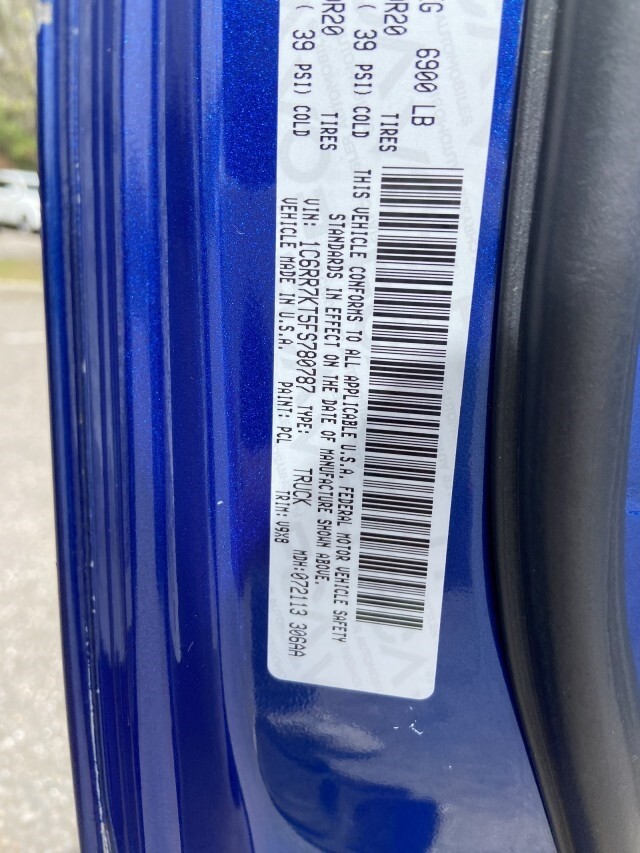 6900 LB
R20 TIRES
( 39 PSI) COLD
R20 TIRES
( 39 PSI) COLD
THIS VEHICLE CONFORMS TO ALL APPLICABLE U.S.A. FEDERAL MOTOR VEHICLE SAFETY
STANDARDS IN EFFECT ON THE DATE OF MANUFACTURE SHOWN ABOVE.
VIN: 1C6RR7KT5FS780787 TYPE: TRUCK MDH:072113 306AA
VEHICLE MADE IN U.S.A. PAINT: PCL TRIM: V9X8